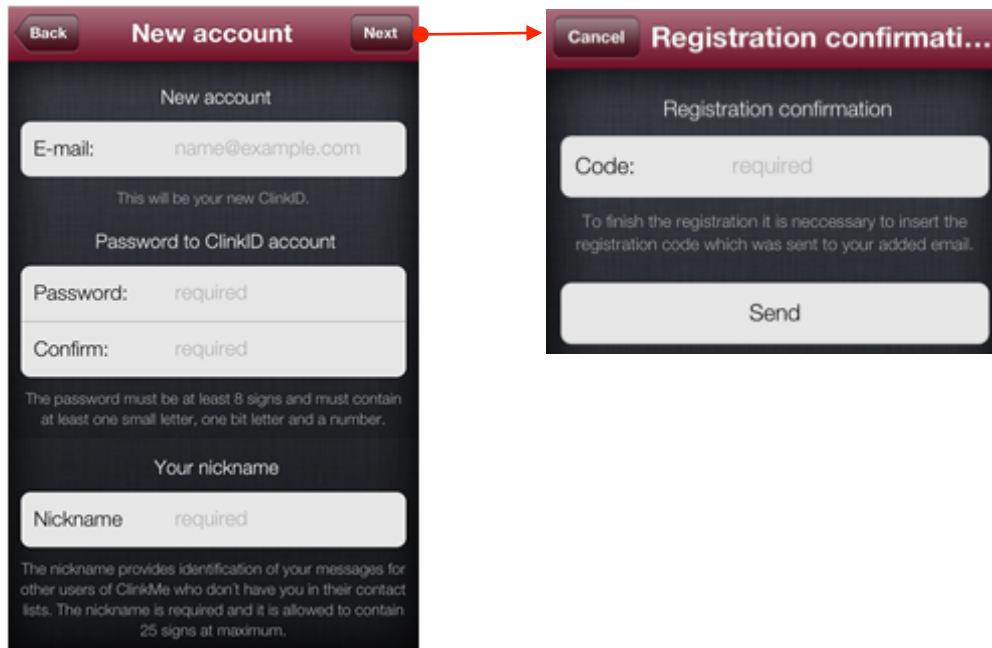 Back New account Next
New account
E-mail: name@example.com
This will be your new ClinkID.
Password to ClinkID account
Password: required
Confirm: required
The password must be at least 8 signs and must contain
at least one small letter, one bit letter and a number.
Your nickname
Nickname required
The nickname provides identification of your messages for
other users of ClinkMe who don't have you in their contact
lists. The nickname is required and it is allowed to contain
25 signs at maximum.
Cancel Registration confirmati...
Registration confirmation
Code: required
To finish the registration it is neccessary to insert the
registration code which was sent to your added email.
Send